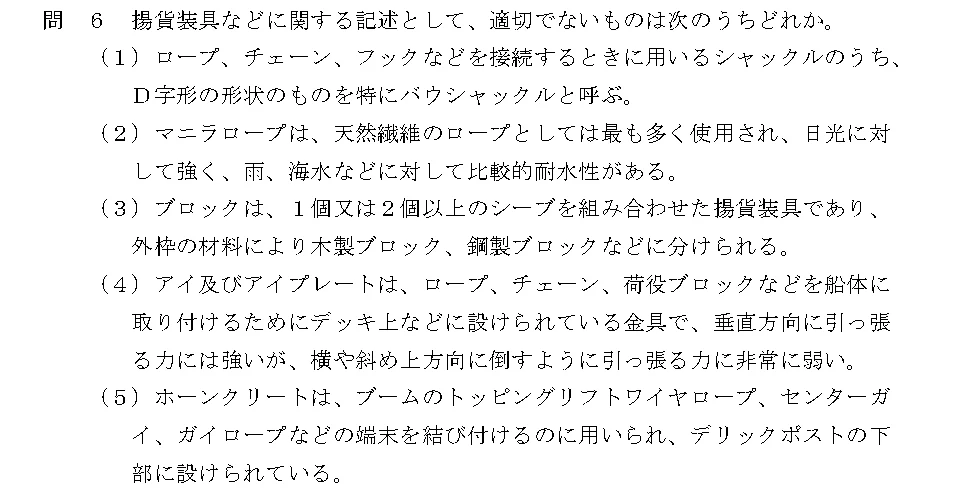 問　６　揚貨装具などに関する記述として、適切でないものは次のうちどれか。
（１）ロープ、チェーン、フックなどを接続するときに用いるシャックルのうち、
Ｄ字形の形状のものを特にバウシャックルと呼ぶ。
（２）マニラロープは、天然繊維のロープとしては最も多く使用され、日光に対
して強く、雨、海水などに対して比較的耐水性がある。
（３）ブロックは、１個又は２個以上のシーブを組み合わせた揚貨装具であり、
外枠の材料により木製ブロック、鋼製ブロックなどに分けられる。
（４）アイ及びアイプレートは、ロープ、チェーン、荷役ブロックなどを船体に
取り付けるためにデッキ上などに設けられている金具で、垂直方向に引っ張
る力には強いが、横や斜め上方向に倒すように引っ張る力に非常に弱い。
（５）ホーンクリートは、ブームのトッピングリフトワイヤロープ、センターガ
イ、ガイロープなどの端末を結び付けるのに用いられ、デリックポストの下
部に設けられている。